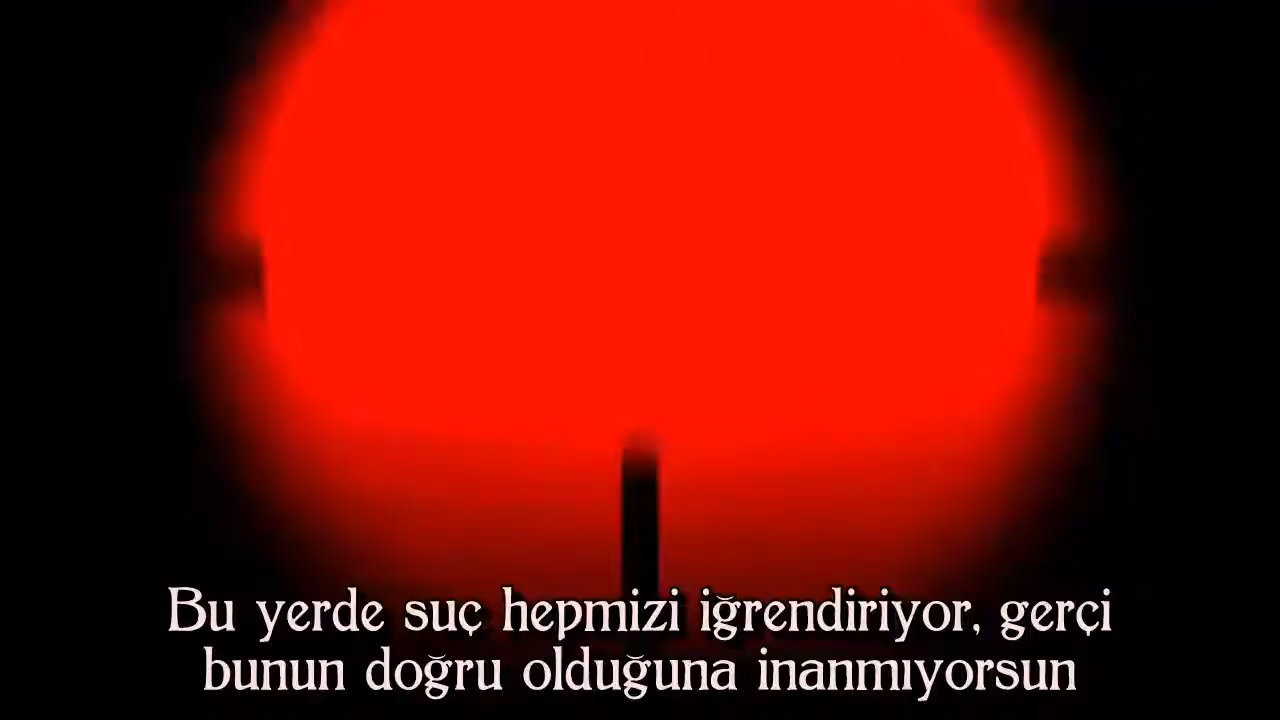 Bu yerde suç hepmizi iğrendiriyor, gerçi
bunun doğru olduğuna inanmıyorsun